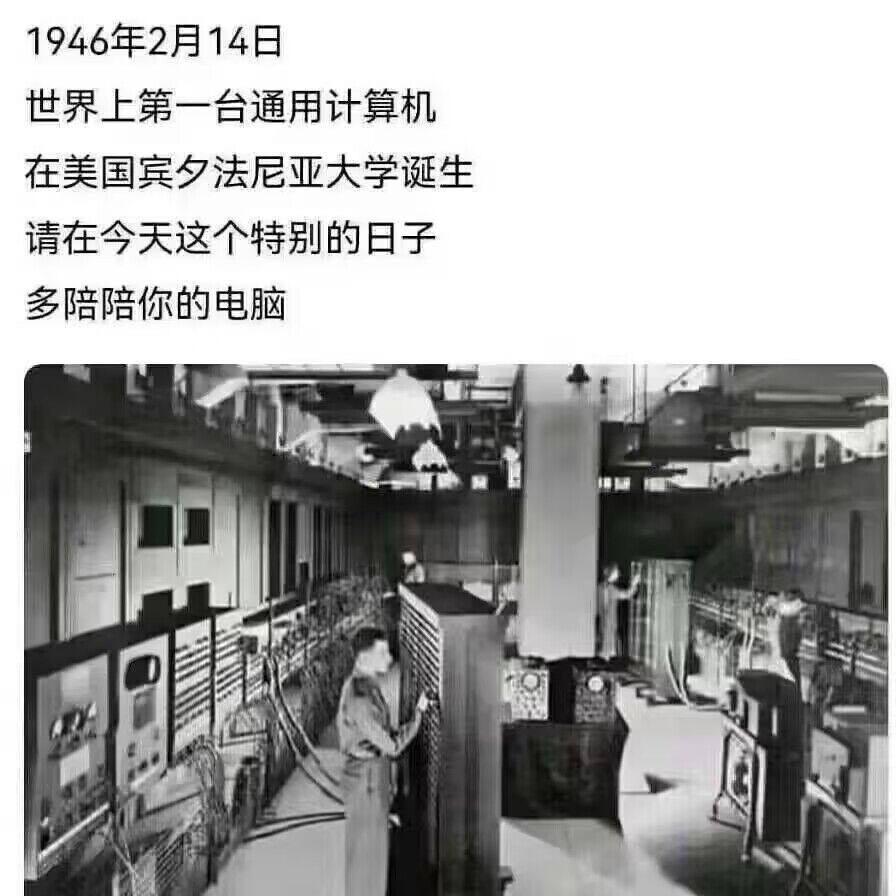 1946年2月14日
世界上第一台通用计算机
在美国宾夕法尼亚大学诞生
请在今天这个特别的日子
多陪陪你的电脑